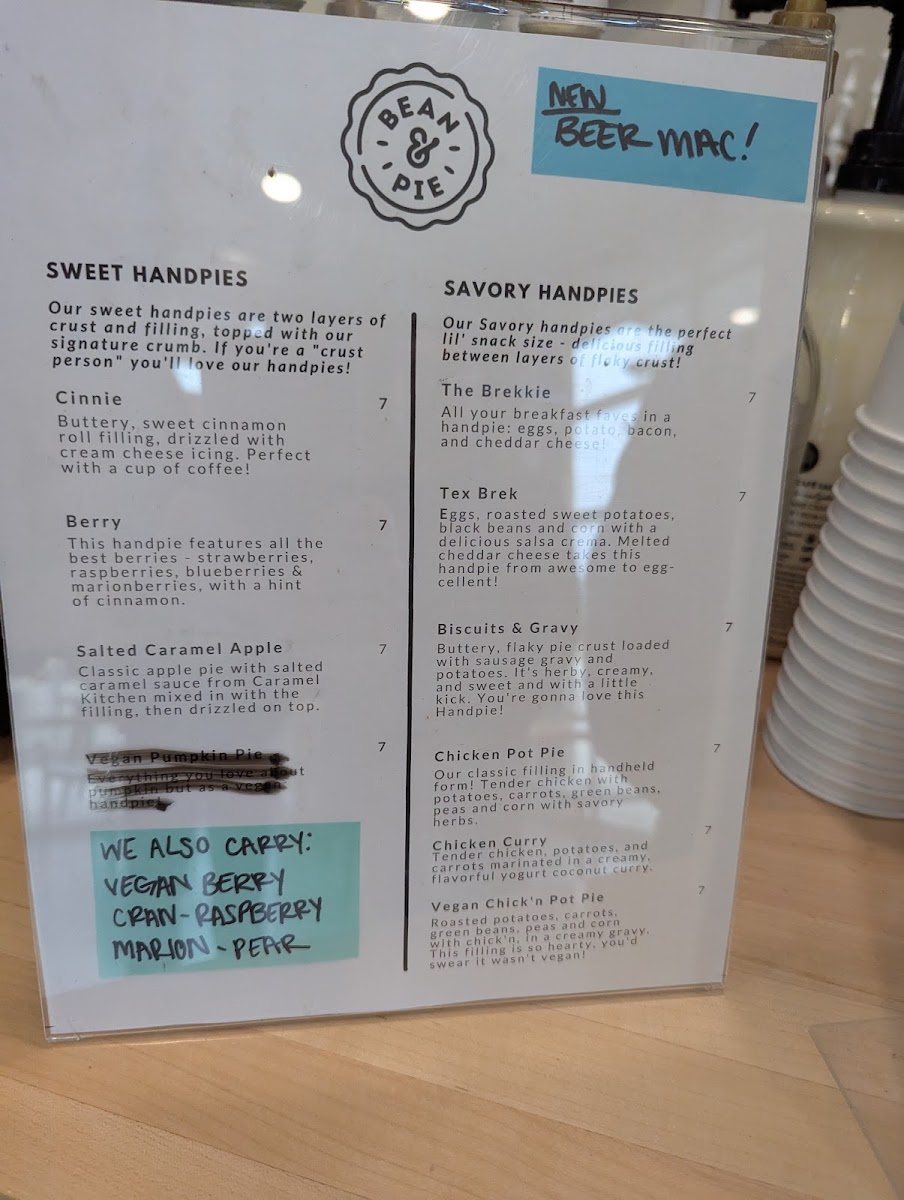 BEAN
&
PIE
NEW
BEER MAC!
SWEET HANDPIES
Our sweet handpies are two layers of
crust and filling, topped with our
signature crumb. If you're a "crust
person" you'll love our handpies!
Cinnie 7
Buttery, sweet cinnamon
roll filling, drizzled with
cream cheese icing. Perfect
with a cup of coffee!
Berry 7
This handpie features all the
best berries - strawberries,
raspberries, blueberries &
marionberries, with a hint
of cinnamon.
Salted Caramel Apple 7
Classic apple pie with salted
caramel sauce from Caramel
Kitchen mixed in with the
filling, then drizzled on top.
Vegan Pumpkin Pie 7
Everything you love about
pumpkin but as a vegan
handpie
WE ALSO CARRY:
VEGAN BERRY
CRAN-RASPBERRY
MARION-PEAR
SAVORY HANDPIES
Our Savory handpies are the perfect
lil' snack size - delicious filling
between layers of flaky crust!
The Brekkie 7
All your breakfast faves in a
handpie: eggs, potato, bacon,
and cheddar cheese!
Tex Brek 7
Eggs, roasted sweet potatoes,
black beans and corn with a
delicious salsa crema. Melted
cheddar cheese takes this
handpie from awesome to egg-
cellent!
Biscuits & Gravy 7
Buttery, flaky pie crust loaded
with sausage gravy and
potatoes. It's herby, creamy,
and sweet and with a little
kick. You're gonna love this
Handpie!
Chicken Pot Pie 7
Our classic filling in handheld
form! Tender chicken with
potatoes, carrots, green beans,
peas and corn with savory
herbs.
Chicken Curry 7
Tender chicken, potatoes, and
carrots marinated in a creamy,
flavorful yogurt coconut curry.
Vegan Chick'n Pot Pie 7
Roasted potatoes, carrots,
green beans, peas and corn
with chick'n, in a creamy gravy.
This filling is so hearty, you'd
swear it wasn't vegan!